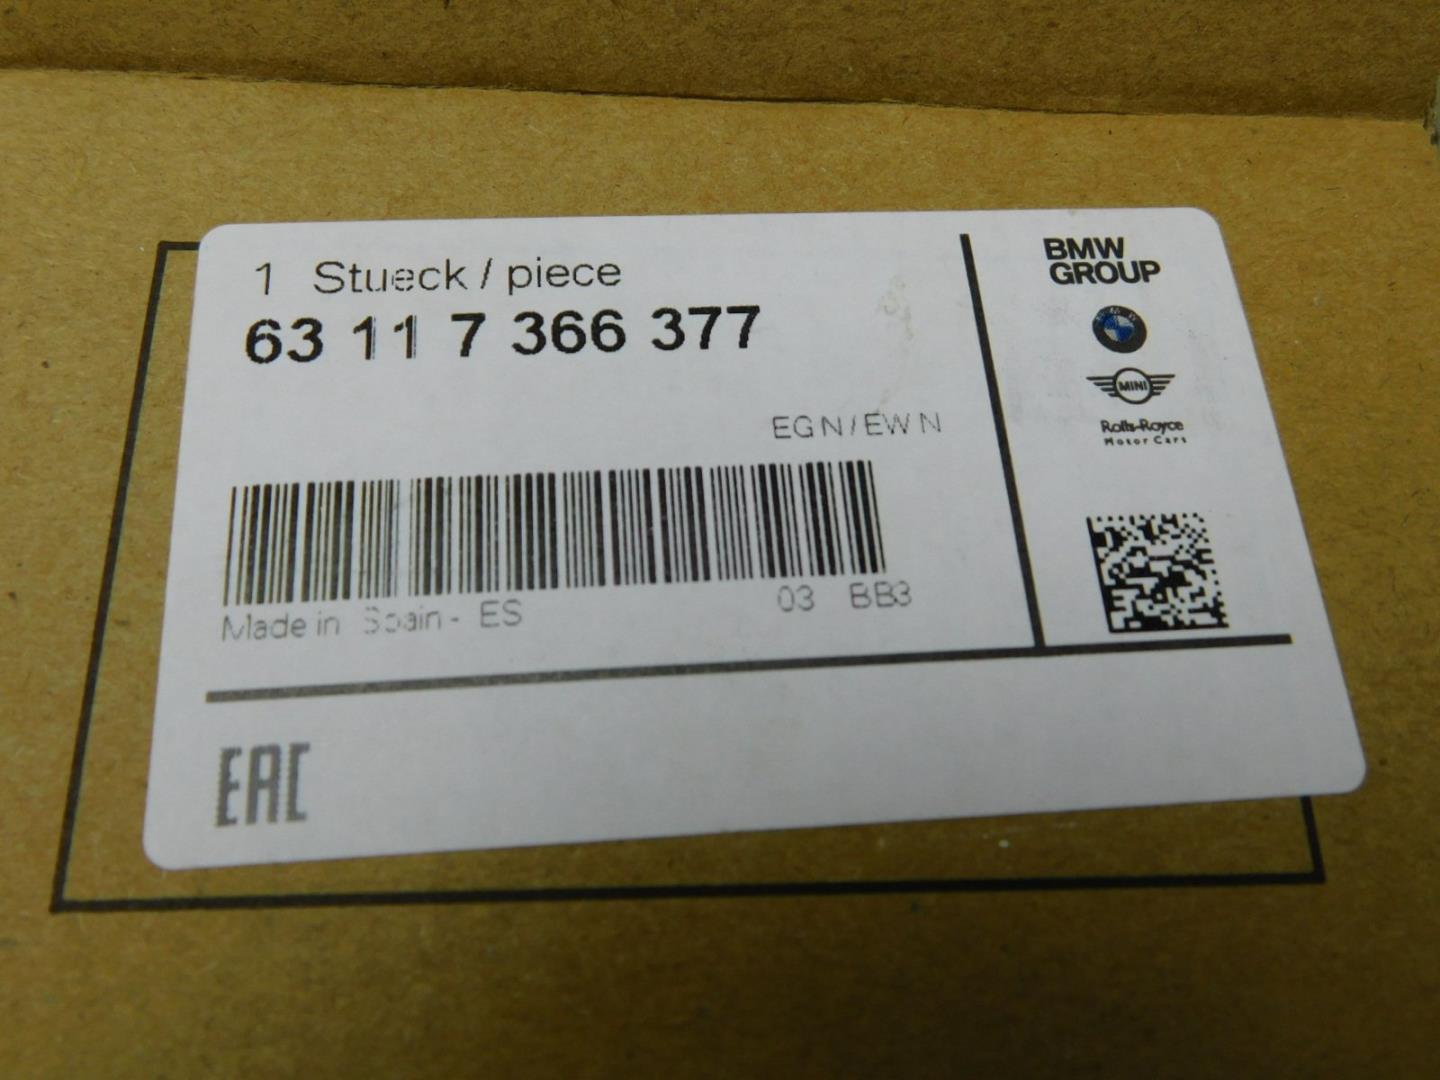 1 Stueck / piece
63 11 7 366 377
EGN/EWN
Made in Spain - ES
03 BB3
BMW
GROUP
BMW
MINI
Rolls-Royce
Motor Cars
EAC